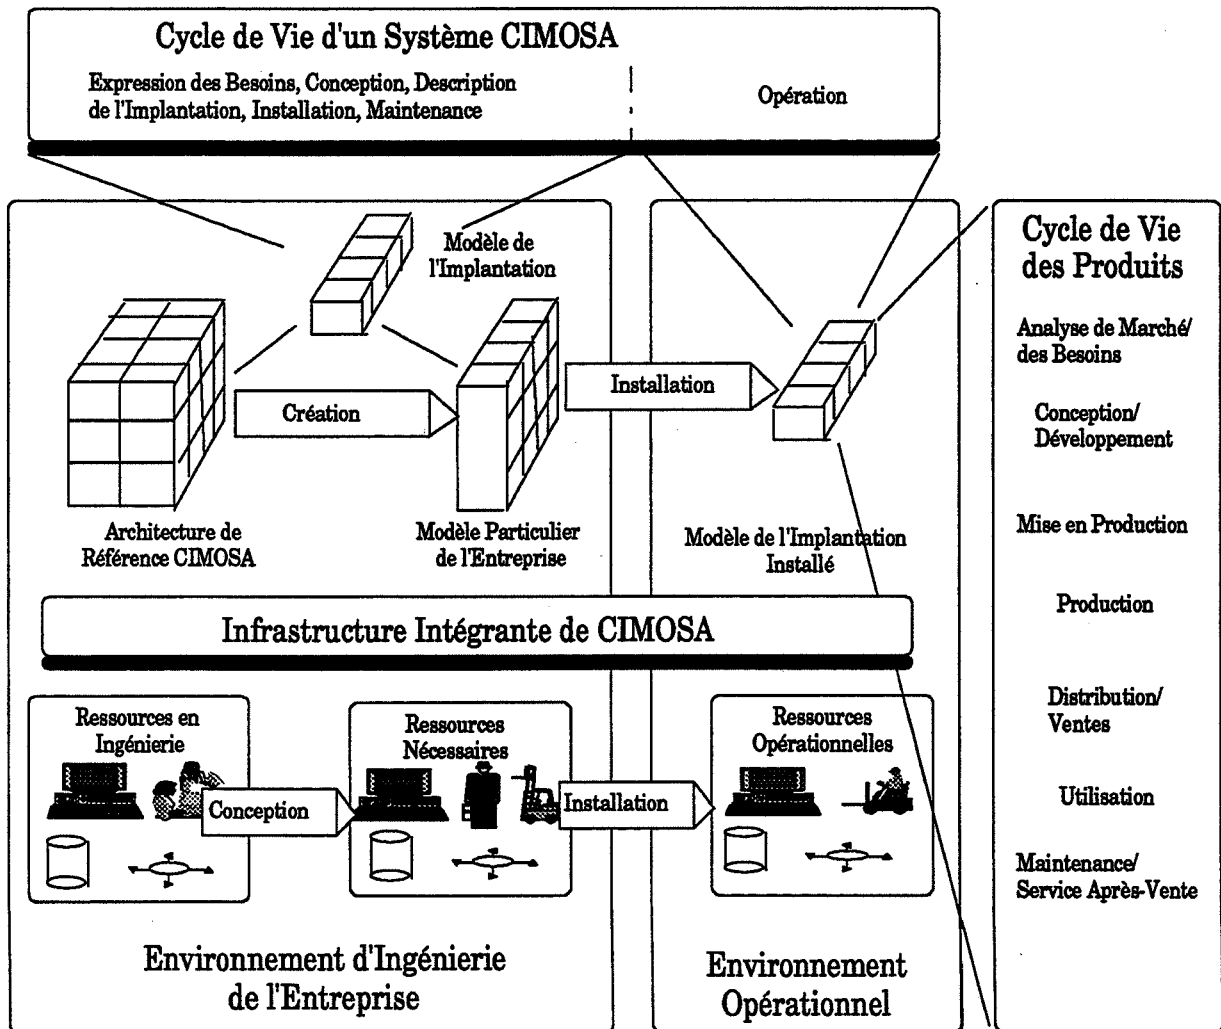 Cycle de Vie d'un Système CIMOSA
Expression des Besoins, Conception, Description
de l'Implantation, Installation, Maintenance
Opération
Modèle de
l'Implantation
Création
Installation
Architecture de
Référence CIMOSA
Modèle Particulier
de l'Entreprise
Modèle de l'Implantation
Installé
Infrastructure Intégrante de CIMOSA
Ressources en
Ingénierie
Conception
Ressources
Nécessaires
Installation
Ressources
Opérationnelles
Environnement d'Ingénierie
de l'Entreprise
Environnement
Opérationnel
Cycle de Vie
des Produits
Analyse de Marché/
des Besoins
Conception/
Développement
Mise en Production
Production
Distribution/
Ventes
Utilisation
Maintenance/
Service Après-Vente